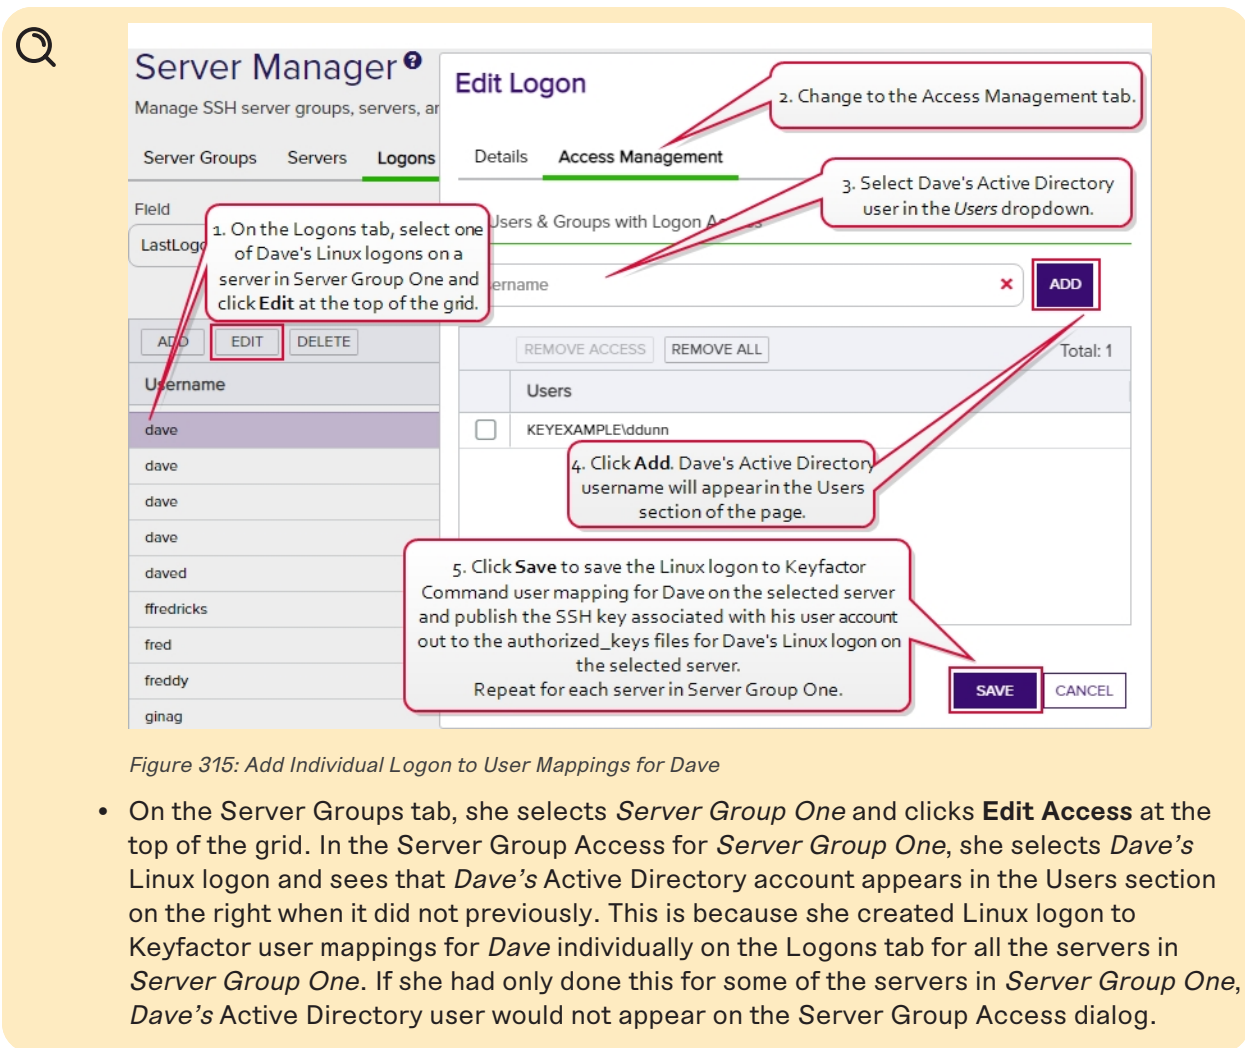 Server Manager ?
Manage SSH server groups, servers, ar
Server Groups Servers Logons
Field
LastLogo
ADD EDIT DELETE
Username
dave
dave
dave
dave
daved
ffredricks
fred
freddy
ginag
Edit Logon
Details Access Management
Users & Groups with Logon
ername
ADD
REMOVE ACCESS REMOVE ALL Total: 1
Users
KEYEXAMPLE\ddunn
SAVE CANCEL
1. On the Logons tab, select one
of Dave's Linux logons on a
server in Server Group One and
click Edit at the top of the grid.
2. Change to the Access Management tab.
3. Select Dave's Active Directory
user in the Users dropdown.
4. Click Add. Dave's Active Directory
username will appear in the Users
section of the page.
5. Click Save to save the Linux logon to Keyfactor
Command user mapping for Dave on the selected server
and publish the SSH key associated with his user account
out to the authorized_keys files for Dave's Linux logon on
the selected server.
Repeat for each server in Server Group One.
Figure 315: Add Individual Logon to User Mappings for Dave
• On the Server Groups tab, she selects Server Group One and clicks Edit Access at the
top of the grid. In the Server Group Access for Server Group One, she selects Dave’s
Linux logon and sees that Dave’s Active Directory account appears in the Users section
on the right when it did not previously. This is because she created Linux logon to
Keyfactor user mappings for Dave individually on the Logons tab for all the servers in
Server Group One. If she had only done this for some of the servers in Server Group One,
Dave’s Active Directory user would not appear on the Server Group Access dialog.